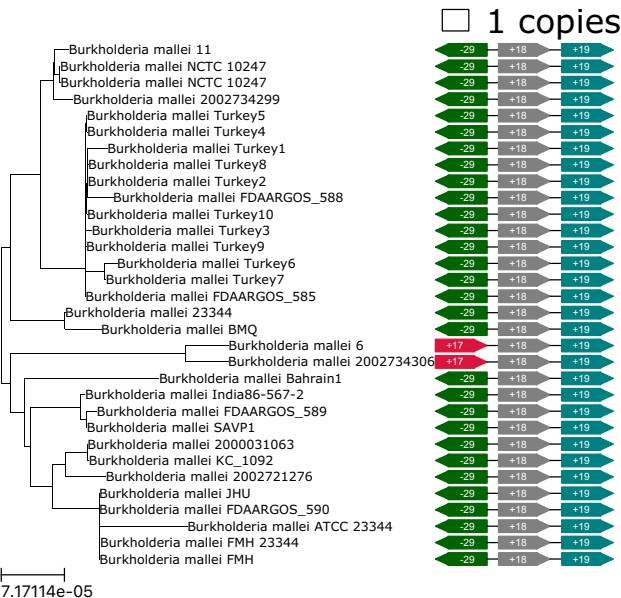 1 copies
Burkholderia mallei 11 -29 +18 +19
Burkholderia mallei NCTC 10247 -29 +18 +19
Burkholderia mallei NCTC 10247 -29 +18 +19
Burkholderia mallei 2002734299 -29 +18 +19
Burkholderia mallei Turkey5 -29 +18 +19
Burkholderia mallei Turkey4 -29 +18 +19
Burkholderia mallei Turkey1 -29 +18 +19
Burkholderia mallei Turkey8 -29 +18 +19
Burkholderia mallei Turkey2 -29 +18 +19
Burkholderia mallei FDAARGOS_588 -29 +18 +19
Burkholderia mallei Turkey10 -29 +18 +19
Burkholderia mallei Turkey3 -29 +18 +19
Burkholderia mallei Turkey9 -29 +18 +19
Burkholderia mallei Turkey6 -29 +18 +19
Burkholderia mallei Turkey7 -29 +18 +19
Burkholderia mallei FDAARGOS_585 -29 +18 +19
Burkholderia mallei 23344 -29 +18 +19
Burkholderia mallei BMQ -29 +18 +19
Burkholderia mallei 6 +17 +18 +19
Burkholderia mallei 2002734306 +17 +18 +19
Burkholderia mallei Bahrain1 -29 +18 +19
Burkholderia mallei India86-567-2 -29 +18 +19
Burkholderia mallei FDAARGOS_589 -29 +18 +19
Burkholderia mallei SAVP1 -29 +18 +19
Burkholderia mallei 2000031063 -29 +18 +19
Burkholderia mallei KC_1092 -29 +18 +19
Burkholderia mallei 2002721276 -29 +18 +19
Burkholderia mallei JHU -29 +18 +19
Burkholderia mallei FDAARGOS_590 -29 +18 +19
Burkholderia mallei ATCC 23344 -29 +18 +19
Burkholderia mallei FMH 23344 -29 +18 +19
Burkholderia mallei FMH -29 +18 +19
7.17114e-05